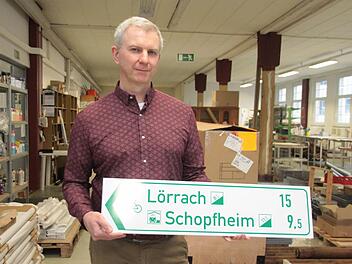 Lörrach 15
Schopfheim 9,5